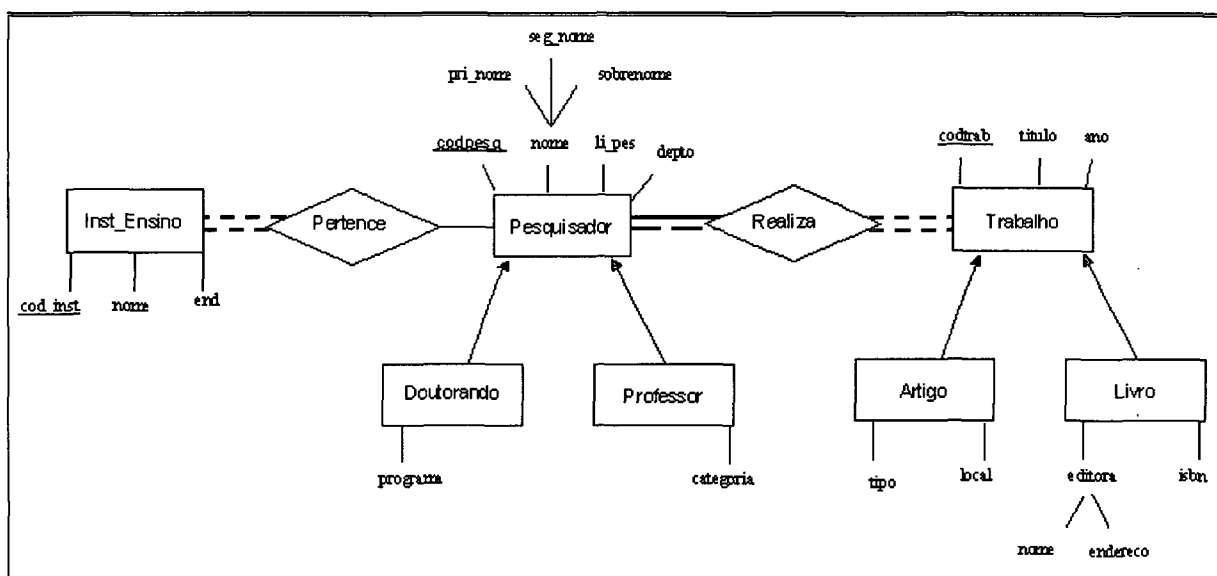 seg_nome
pri_nome
sobrenome
codpesq
nome
li_pes
depto
codtrab
titulo
ano
Inst_Ensino
Pertence
Pesquisador
Realiza
Trabalho
cod_inst
nome
end
Doutorando
Professor
Artigo
Livro
programa
categoria
tipo
local
editora
isbn
nome
endereco